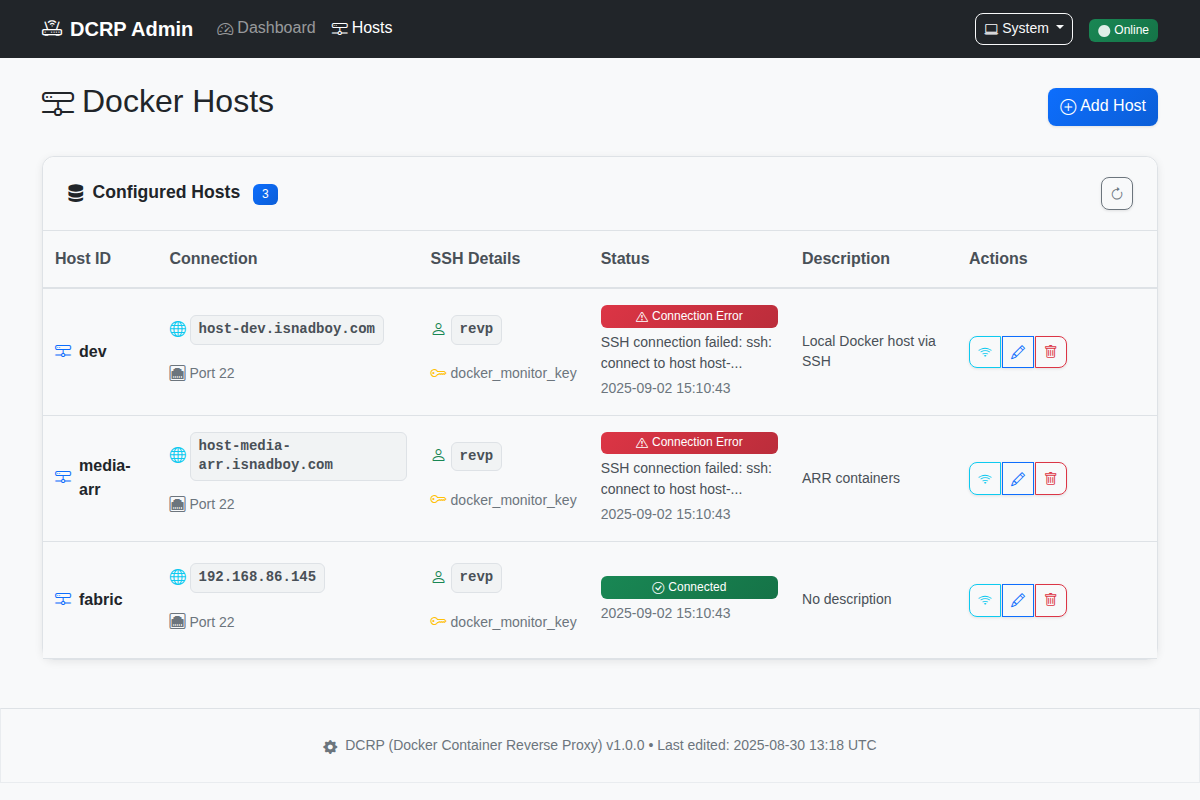 DCRP Admin Dashboard Hosts System Online
Docker Hosts
Add Host
Configured Hosts 3
Host ID Connection SSH Details Status Description Actions
dev
host-dev.isnadboy.com
Port 22
revp
docker_monitor_key
Connection Error
SSH connection failed: ssh:
connect to host host-...
2025-09-02 15:10:43
Local Docker host via
SSH
media-
arr
host-media-
arr.isnadboy.com
Port 22
revp
docker_monitor_key
Connection Error
SSH connection failed: ssh:
connect to host host-...
2025-09-02 15:10:43
ARR containers
fabric
192.168.86.145
Port 22
revp
docker_monitor_key
Connected
2025-09-02 15:10:43
No description
DCRP (Docker Container Reverse Proxy) v1.0.0 • Last edited: 2025-08-30 13:18 UTC